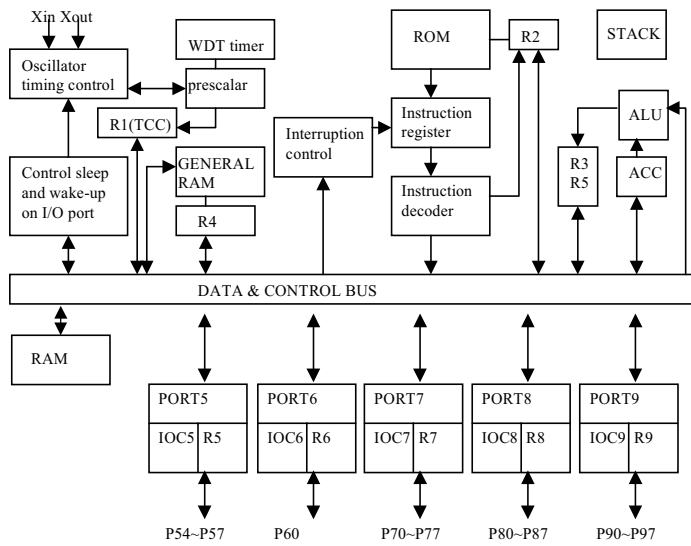 Xin Xout
WDT timer
ROM
R2
STACK
Oscillator
timing control
prescalar
R1(TCC)
Interruption
control
Instruction
register
ALU
Control sleep
and wake-up
on I/O port
GENERAL
RAM
R4
Instruction
decoder
R3
R5
ACC
DATA & CONTROL BUS
RAM
PORT5
PORT6
PORT7
PORT8
PORT9
IOC5 R5
IOC6 R6
IOC7 R7
IOC8 R8
IOC9 R9
P54~P57
P60
P70~P77
P80~P87
P90~P97